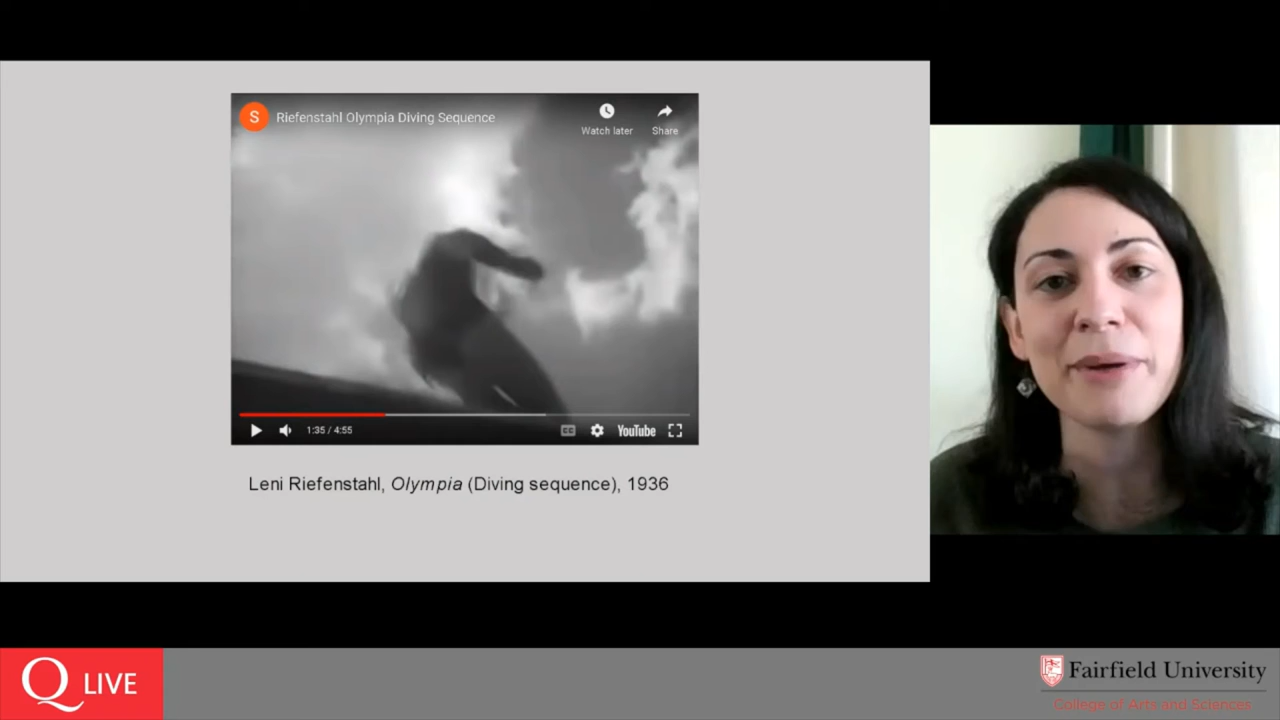 S Riefenstahl Olympia Diving Sequence
Watch later
Share
1:35 / 4:55
CC
YouTube
Leni Riefenstahl, Olympia (Diving sequence), 1936
Q LIVE
Fairfield University
College of Arts and Sciences